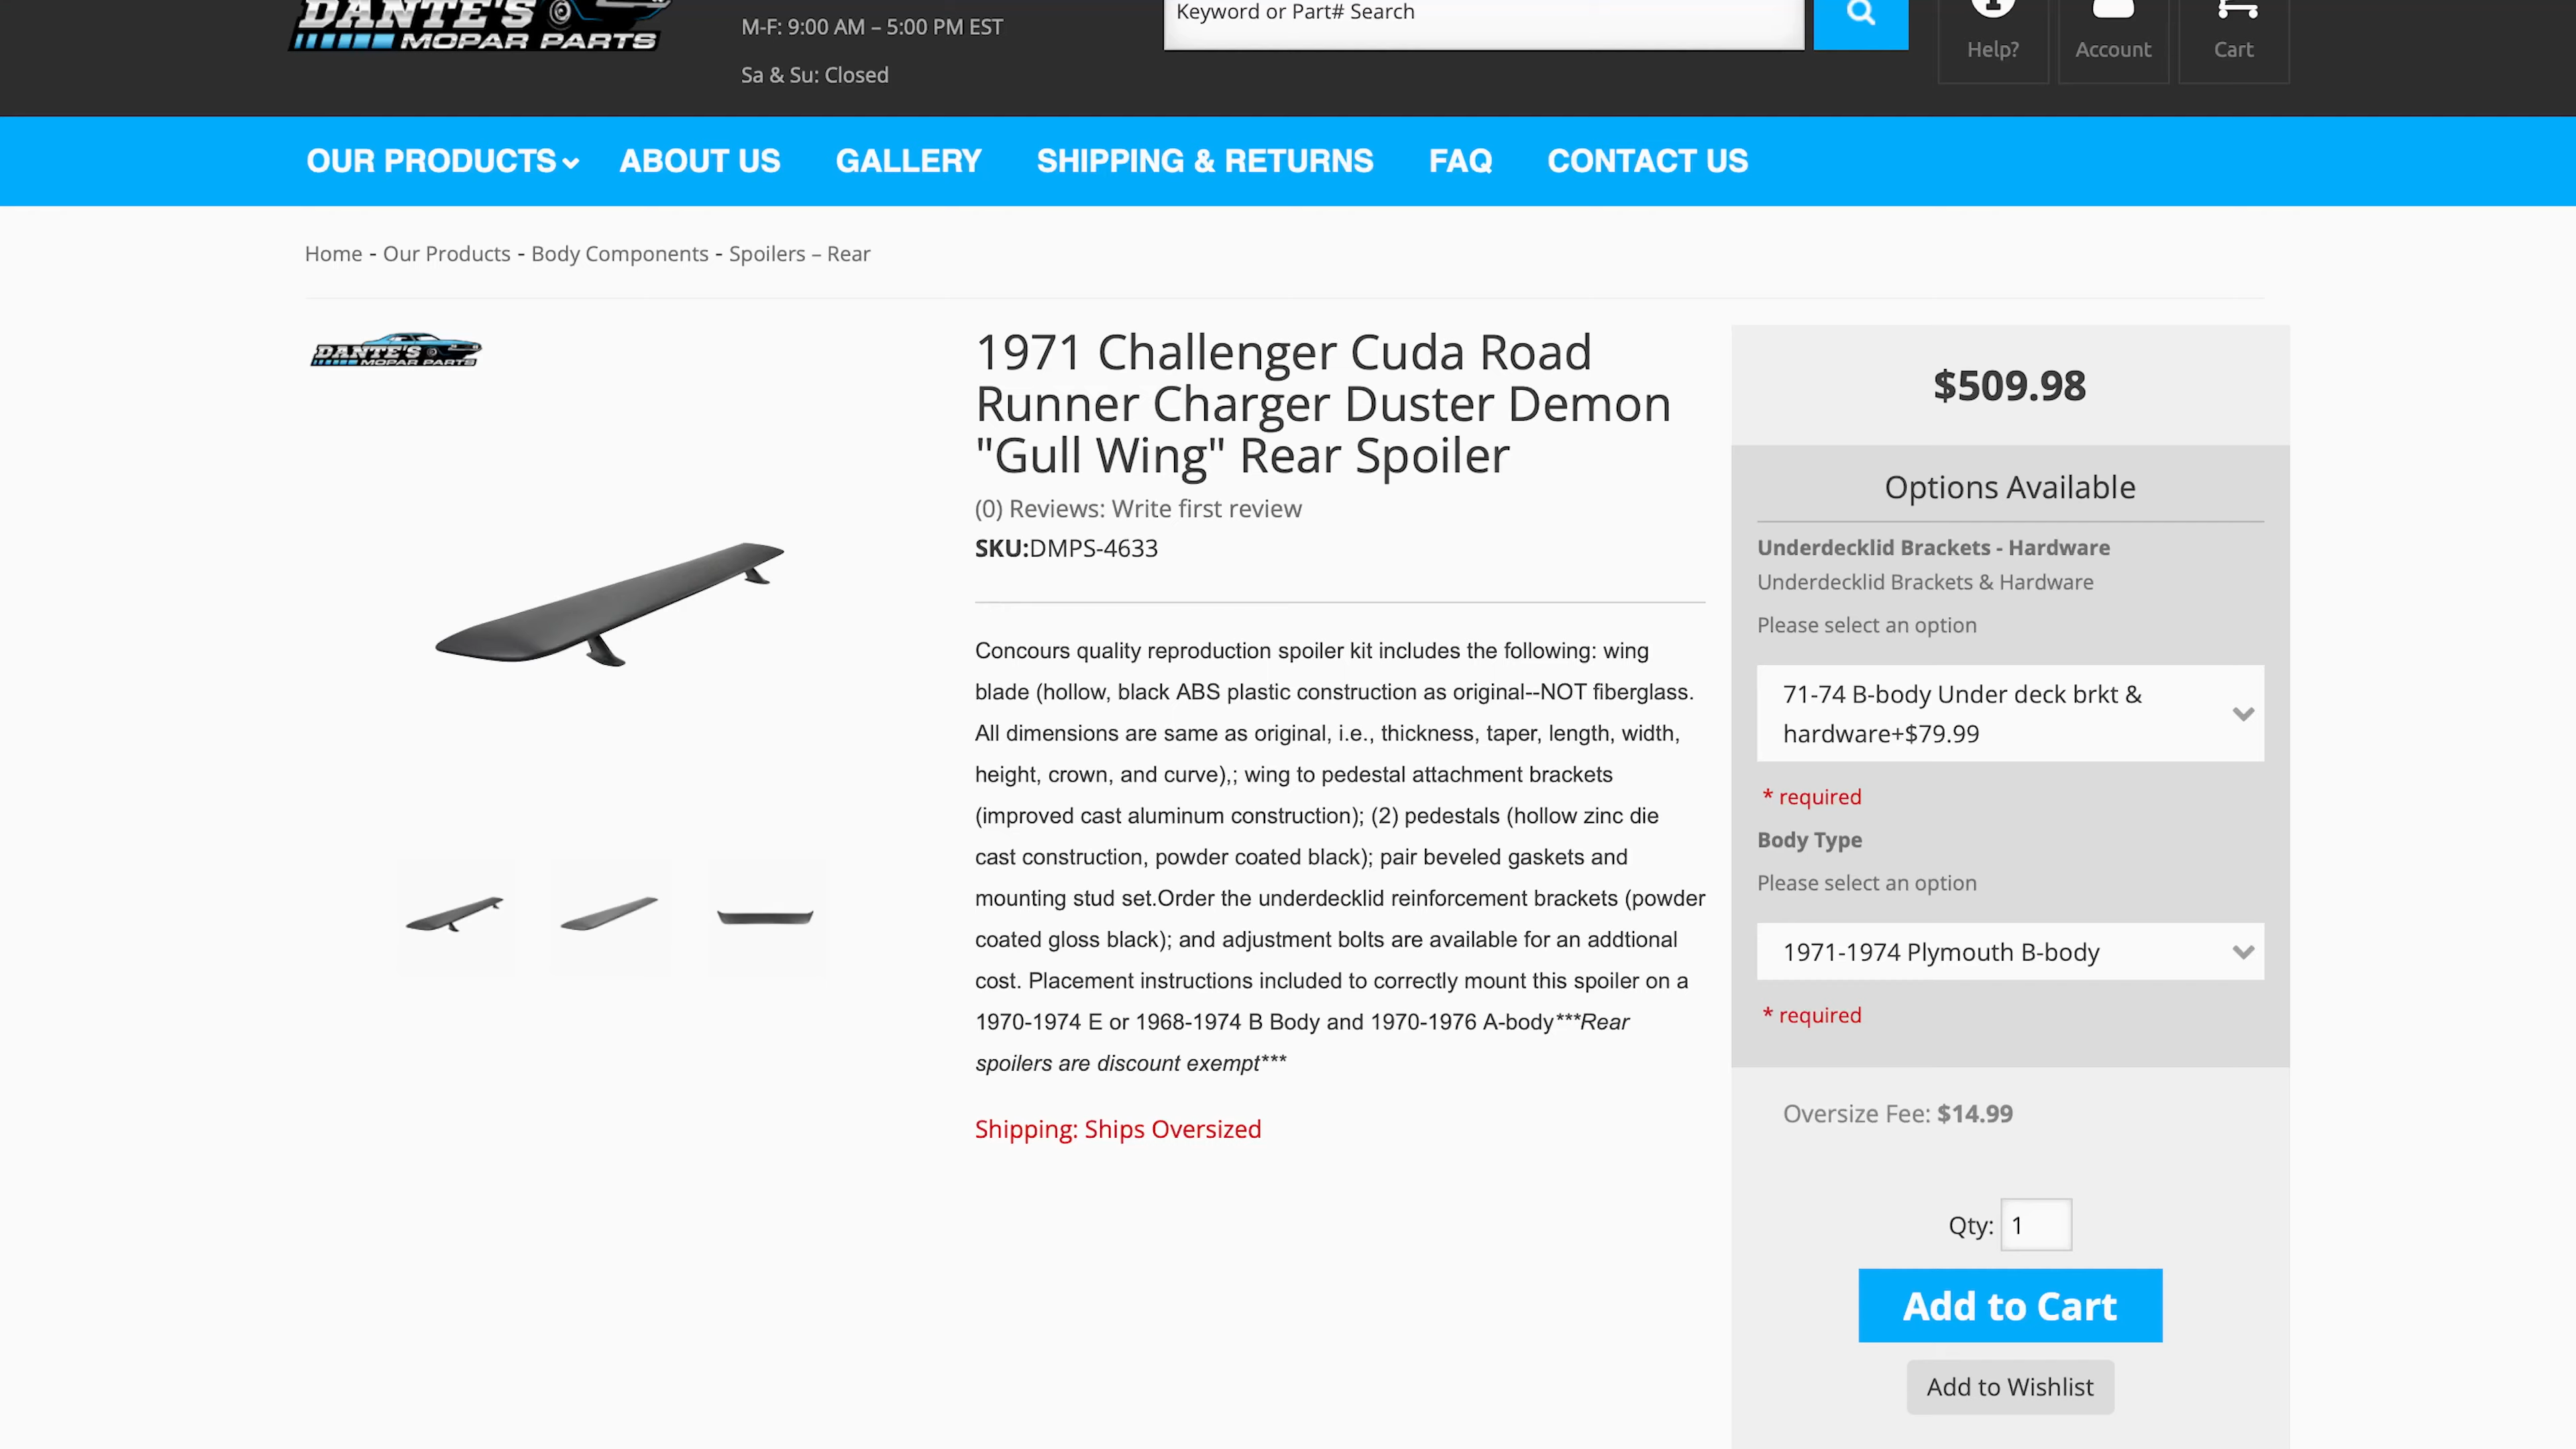 DANTE'S
MOPAR PARTS
M-F: 9:00 AM – 5:00 PM EST
Sa & Su: Closed
Keyword or Part# Search
Help?
Account
Cart
OUR PRODUCTS
ABOUT US
GALLERY
SHIPPING & RETURNS
FAQ
CONTACT US
Home - Our Products - Body Components - Spoilers – Rear
DANTE'S
MOPAR PARTS
1971 Challenger Cuda Road
Runner Charger Duster Demon
"Gull Wing" Rear Spoiler
(0) Reviews: Write first review
SKU:DMPS-4633
Concours quality reproduction spoiler kit includes the following: wing
blade (hollow, black ABS plastic construction as original--NOT fiberglass.
All dimensions are same as original, i.e., thickness, taper, length, width,
height, crown, and curve),; wing to pedestal attachment brackets
(improved cast aluminum construction); (2) pedestals (hollow zinc die
cast construction, powder coated black); pair beveled gaskets and
mounting stud set.Order the underdecklid reinforcement brackets (powder
coated gloss black); and adjustment bolts are available for an addtional
cost. Placement instructions included to correctly mount this spoiler on a
1970-1974 E or 1968-1974 B Body and 1970-1976 A-body***Rear
spoilers are discount exempt***
Shipping: Ships Oversized
$509.98
Options Available
Underdecklid Brackets - Hardware
Underdecklid Brackets & Hardware
Please select an option
71-74 B-body Under deck brkt &
hardware+$79.99
* required
Body Type
Please select an option
1971-1974 Plymouth B-body
* required
Oversize Fee: $14.99
Qty: 1
Add to Cart
Add to Wishlist